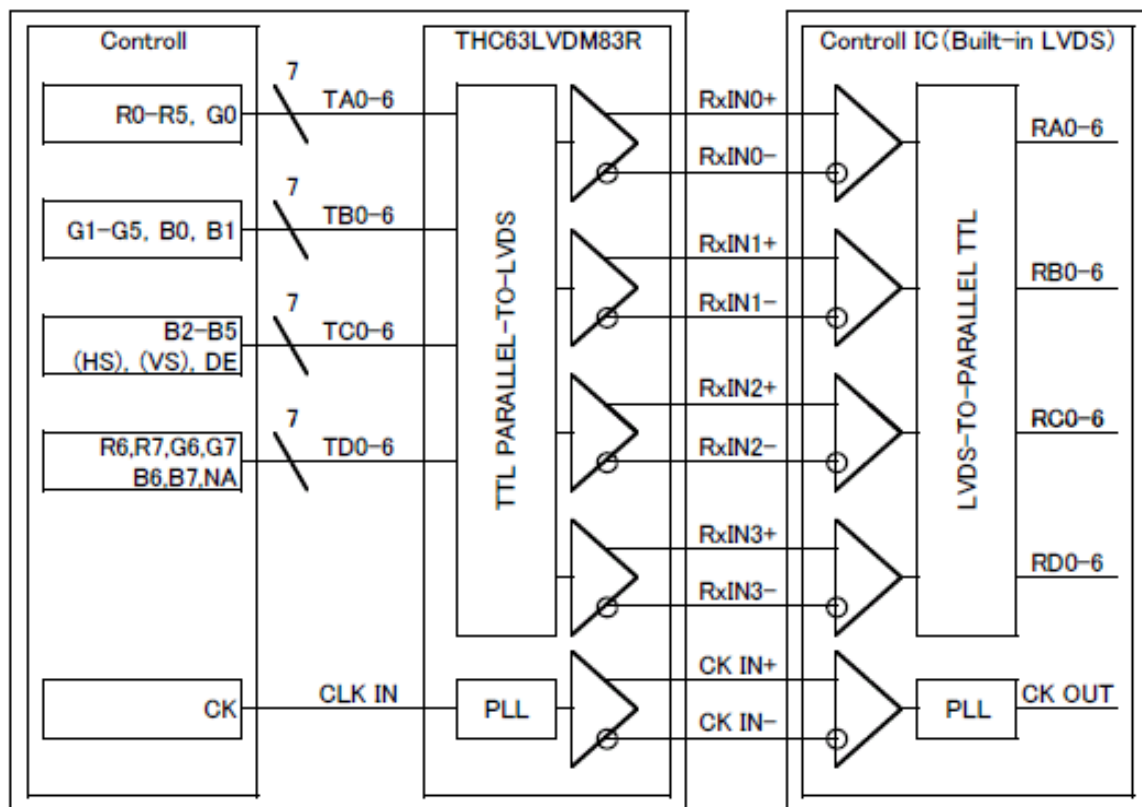 Controll
THC63LVDM83R
Controll IC(Built-in LVDS)
R0-R5, G0
7
TA0-6
RxIN0+
RxIN0-
RA0-6
G1-G5, B0, B1
7
TB0-6
RxIN1+
RxIN1-
RB0-6
B2-B5
(HS), (VS), DE
7
TC0-6
RxIN2+
RxIN2-
RC0-6
R6,R7,G6,G7
B6,B7,NA
7
TD0-6
RxIN3+
RxIN3-
RD0-6
TTL PARALLEL-TO-LVDS
LVDS-TO-PARALLEL TTL
CK
CLK IN
PLL
CK IN+
CK IN-
PLL
CK OUT